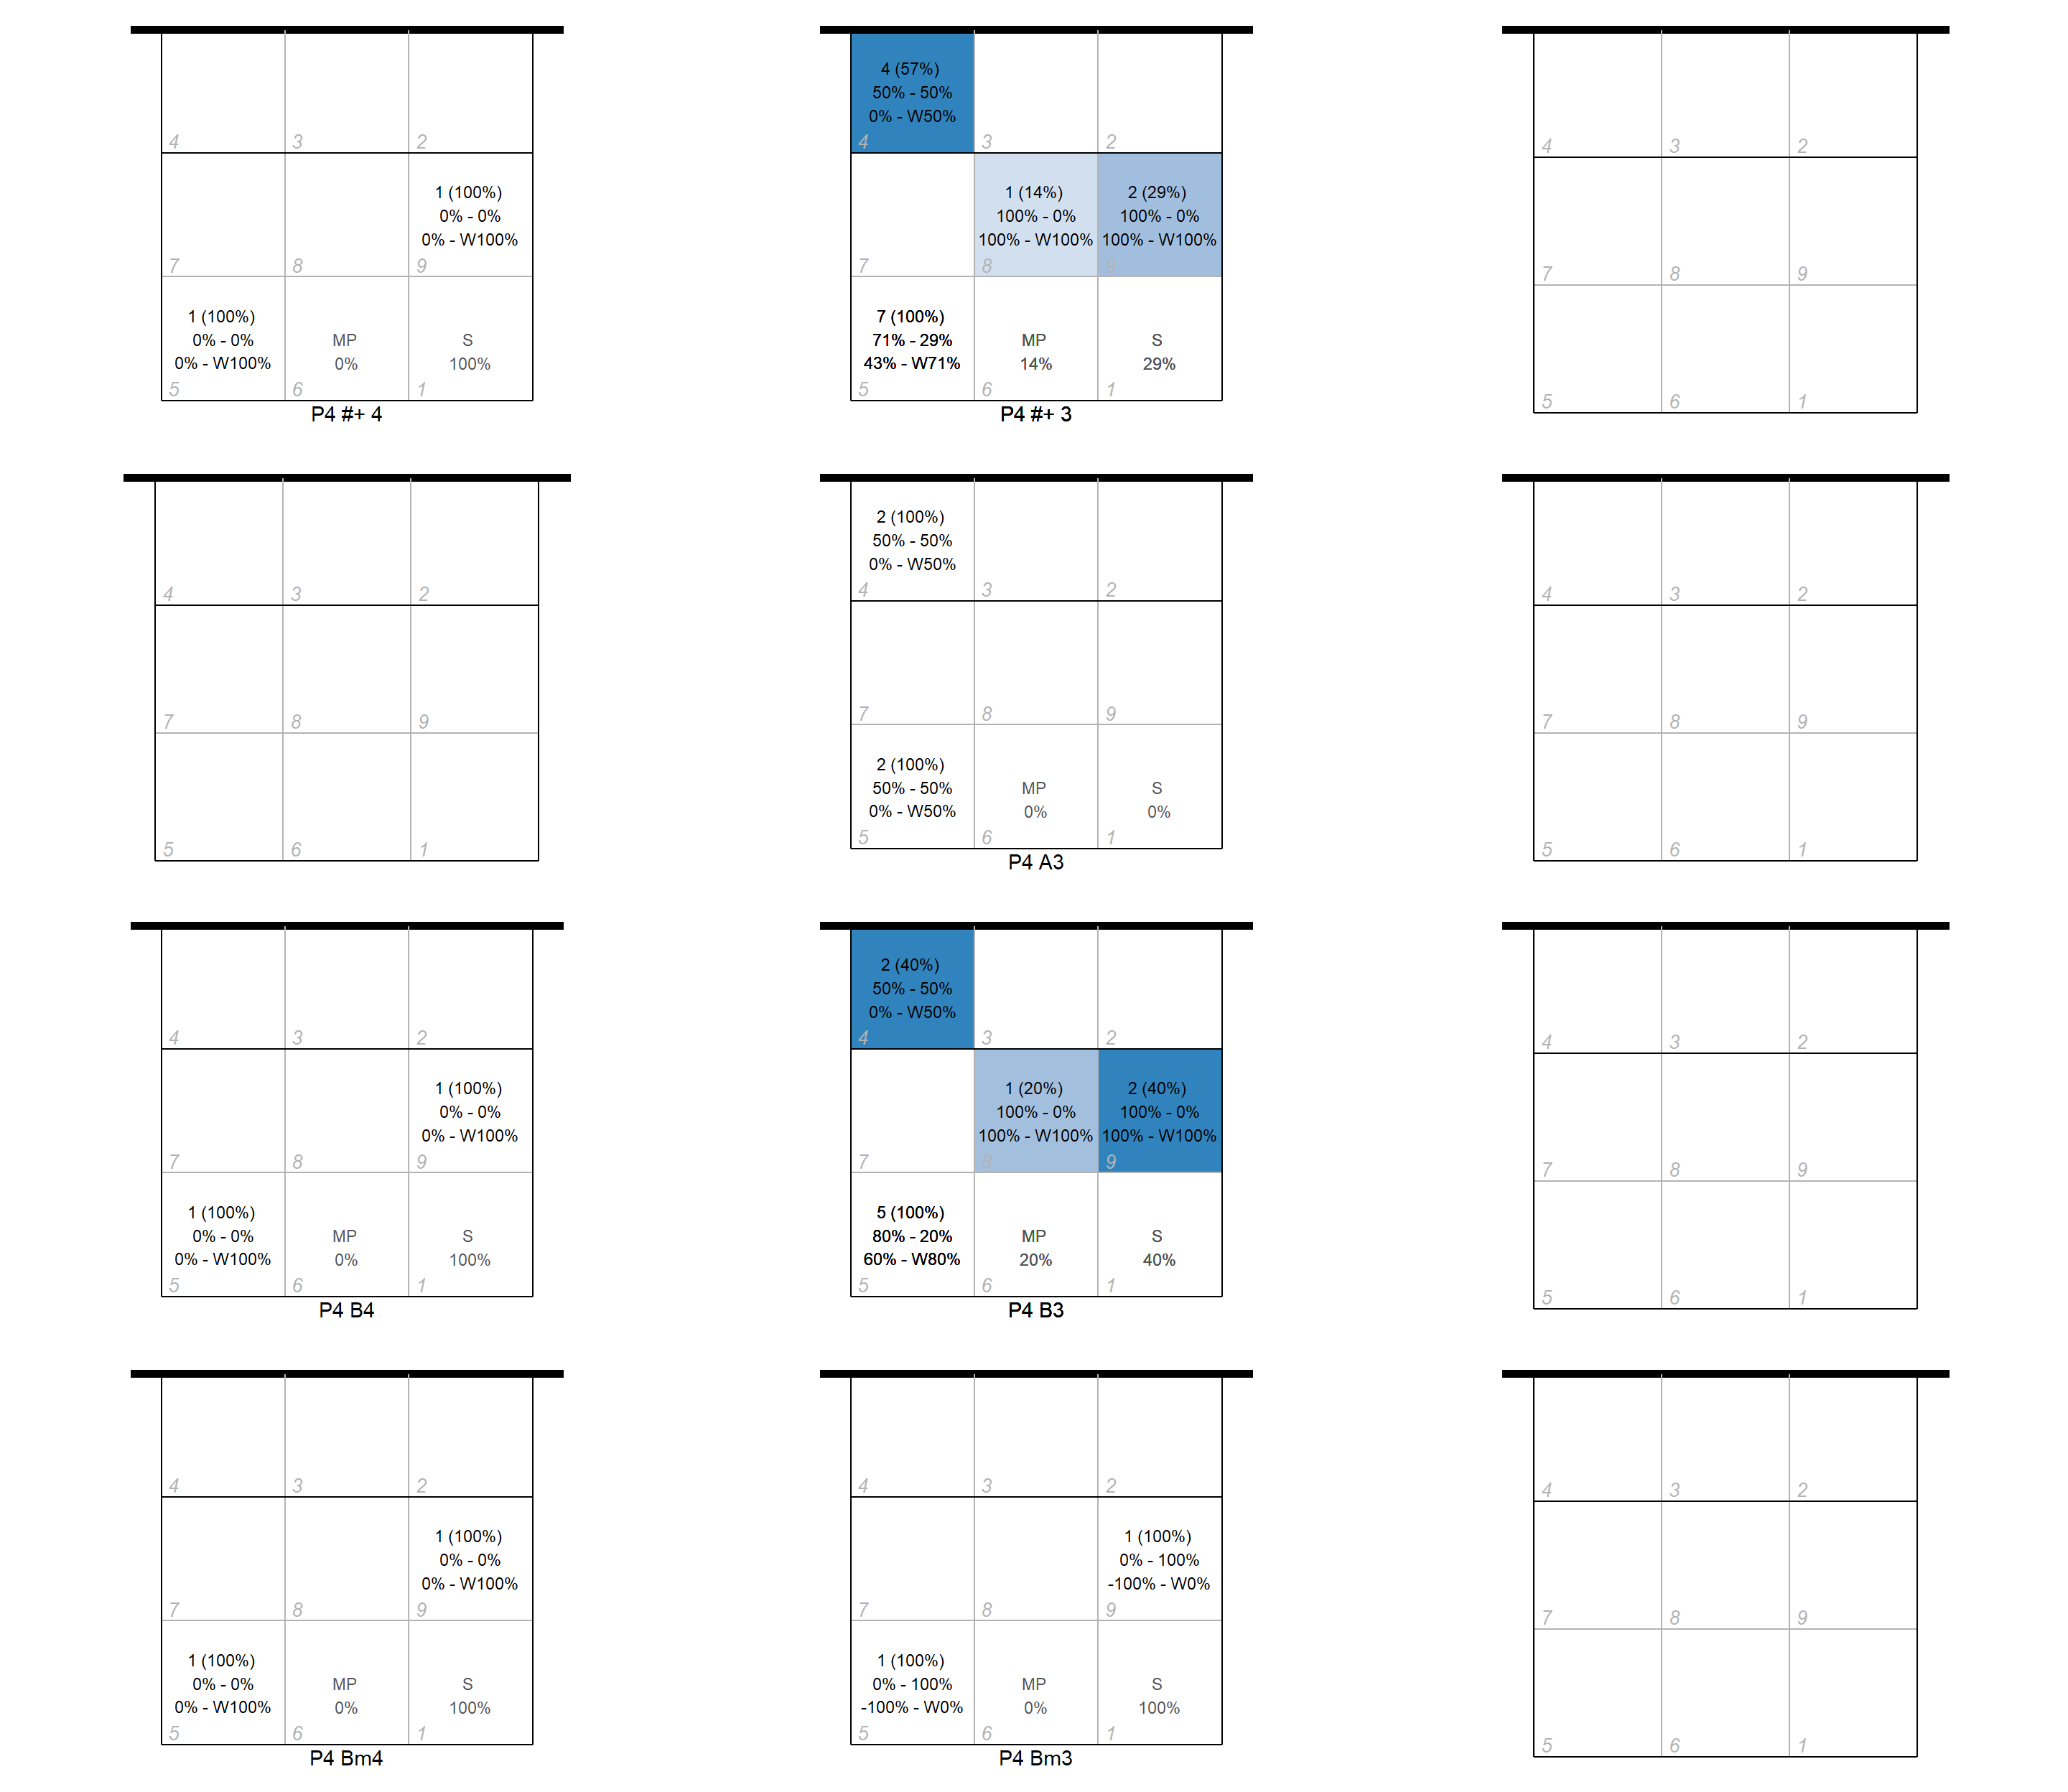 4 (57%)
50% - 50%
0% - W50%
4 3 2
4 3 2
4 3 2
1 (100%)
0% - 0%
0% - W100%
7 8 9
1 (14%)
100% - 0%
100% - W100%
2 (29%)
100% - 0%
100% - W100%
7 8 9
7 8 9
1 (100%)
0% - 0%
0% - W100%
MP
0%
S
100%
5 6 1
P4 #+ 4
7 (100%)
71% - 29%
43% - W71%
MP
14%
S
29%
5 6 1
P4 #+ 3
5 6 1
4 3 2
7 8 9
5 6 1
2 (100%)
50% - 50%
0% - W50%
4 3 2
7 8 9
2 (100%)
50% - 50%
0% - W50%
MP
0%
S
0%
5 6 1
P4 A3
4 3 2
7 8 9
5 6 1
4 3 2
1 (100%)
0% - 0%
0% - W100%
7 8 9
1 (100%)
0% - 0%
0% - W100%
MP
0%
S
100%
5 6 1
P4 B4
2 (40%)
50% - 50%
0% - W50%
4 3 2
1 (20%)
100% - 0%
100% - W100%
2 (40%)
100% - 0%
100% - W100%
7 8 9
5 (100%)
80% - 20%
60% - W80%
MP
20%
S
40%
5 6 1
P4 B3
4 3 2
7 8 9
5 6 1
4 3 2
1 (100%)
0% - 0%
0% - W100%
7 8 9
1 (100%)
0% - 0%
0% - W100%
MP
0%
S
100%
5 6 1
P4 Bm4
4 3 2
1 (100%)
0% - 100%
-100% - W0%
7 8 9
1 (100%)
0% - 100%
-100% - W0%
MP
0%
S
100%
5 6 1
P4 Bm3
4 3 2
7 8 9
5 6 1